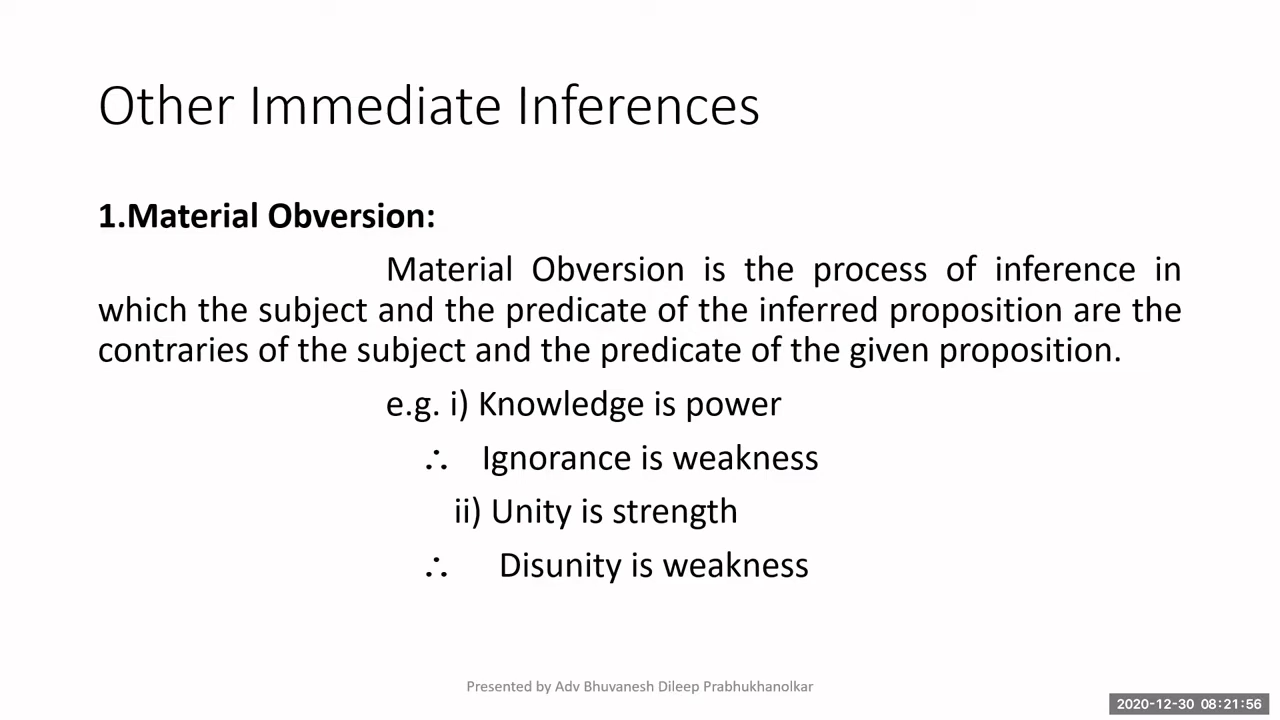 Other Immediate Inferences
1.Material Obversion:
Material Obversion is the process of inference in
which the subject and the predicate of the inferred proposition are the
contraries of the subject and the predicate of the given proposition.
e.g. i) Knowledge is power
∴ Ignorance is weakness
ii) Unity is strength
∴ Disunity is weakness
Presented by Adv Bhuvanesh Dileep Prabhukhanolkar
2020-12-30 08:21:56